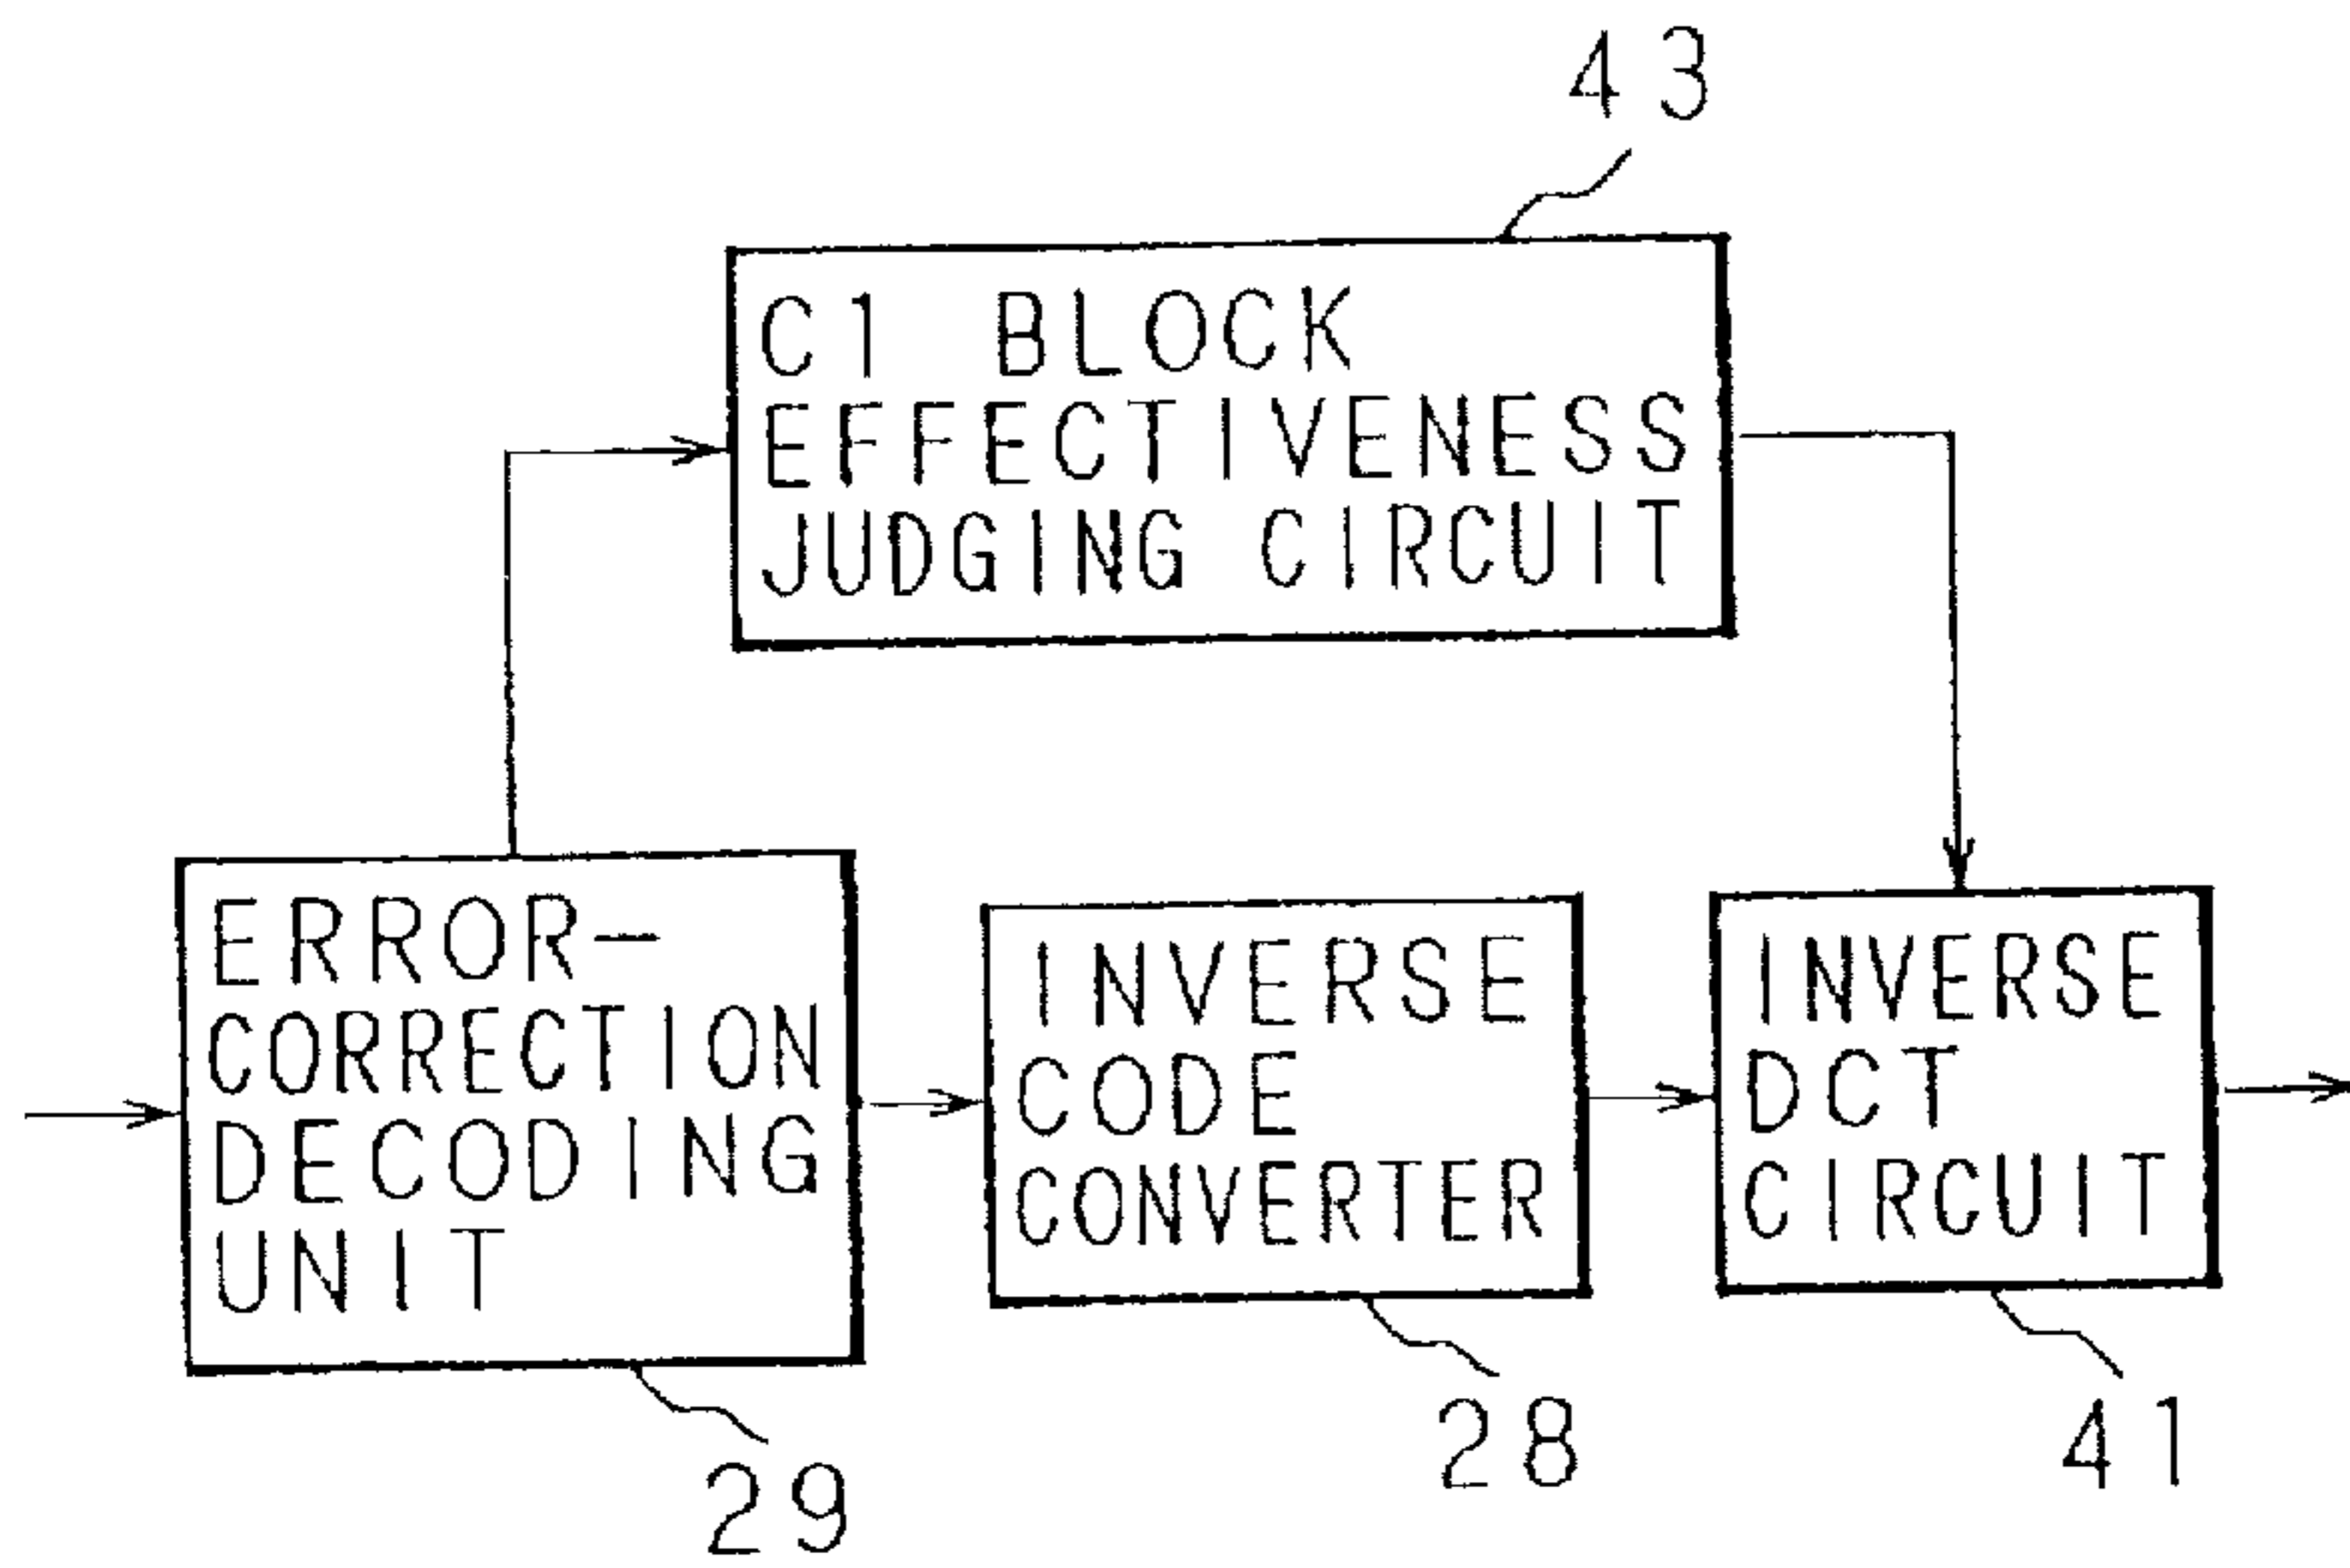 43
C1 BLOCK
EFFECTIVENESS
JUDGING CIRCUIT
ERROR-
CORRECTION
DECODING
UNIT
29
INVERSE
CODE
CONVERTER
28
INVERSE
DCT
CIRCUIT
41